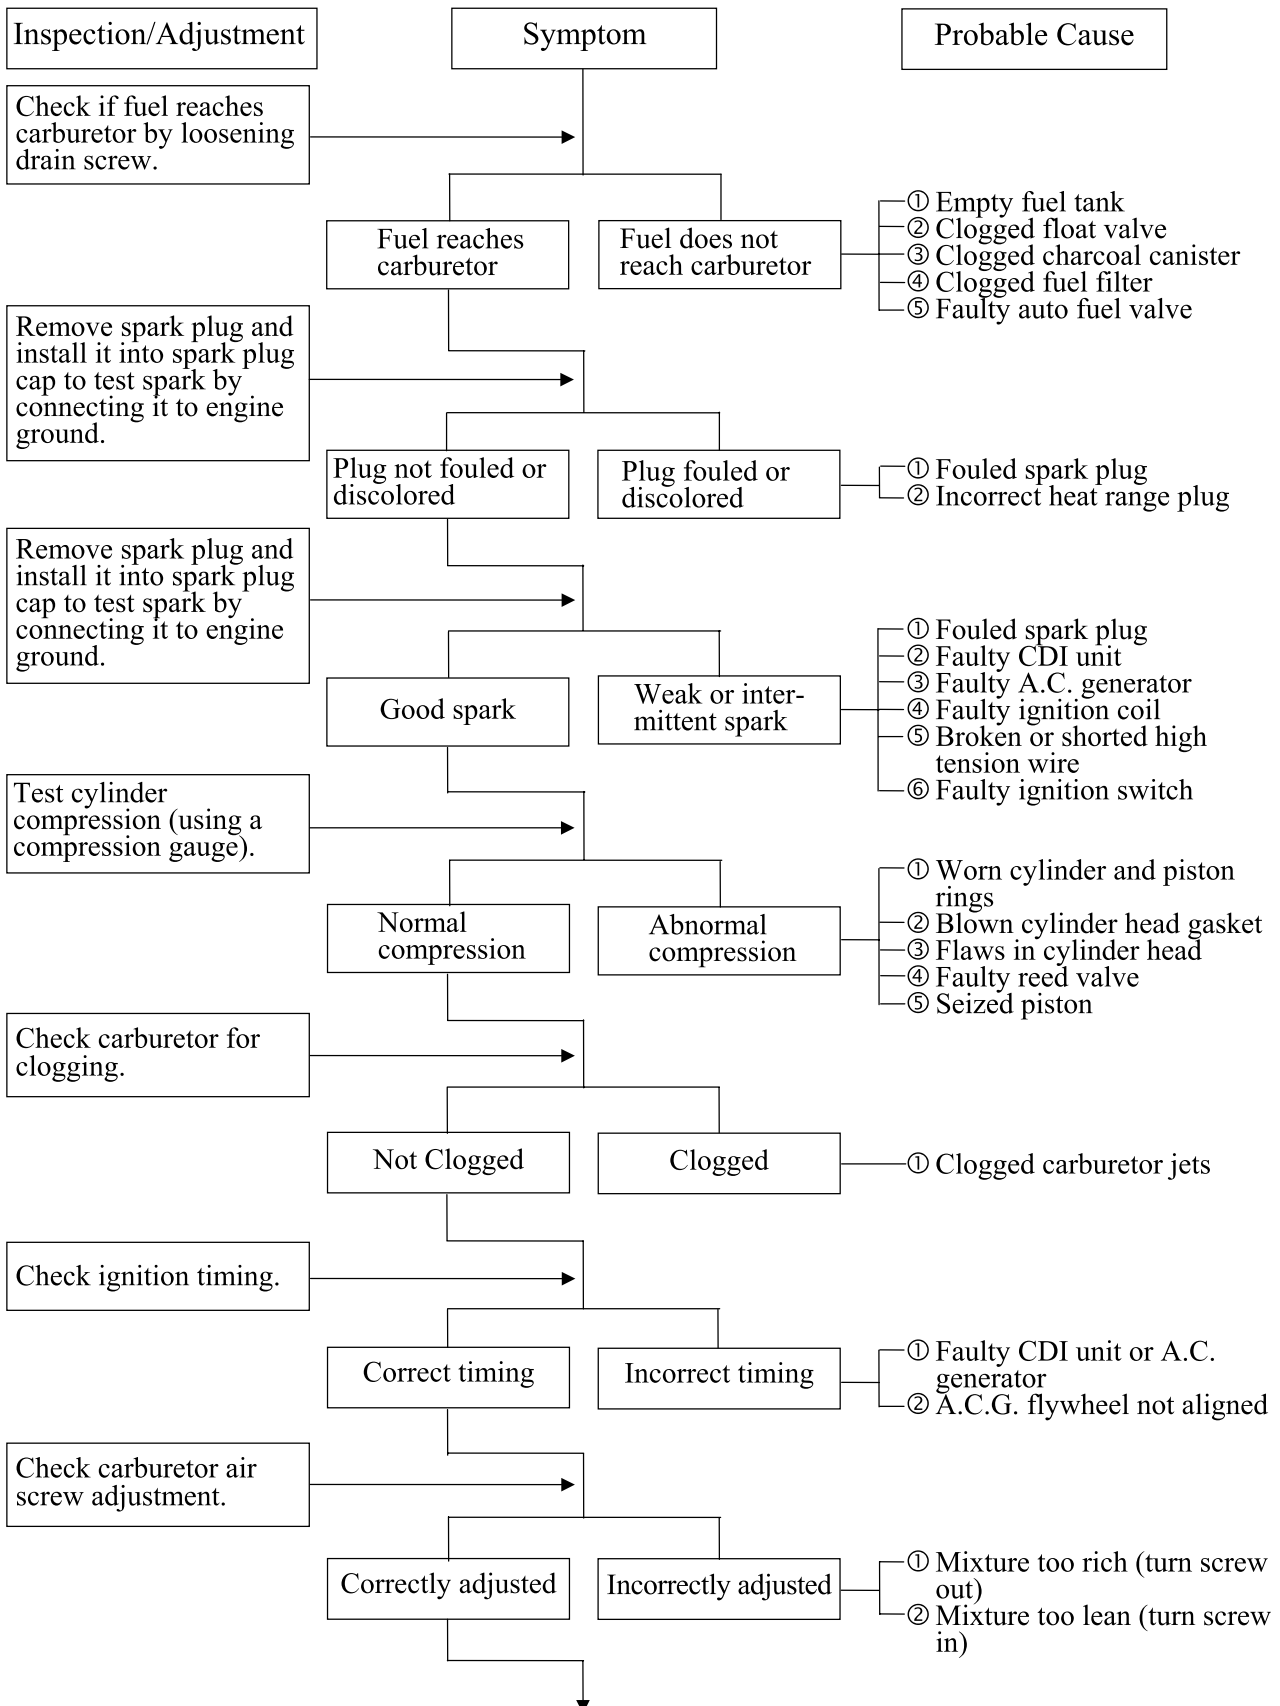 Inspection/Adjustment
Symptom
Probable Cause
Check if fuel reaches
carburetor by loosening
drain screw.
Fuel reaches
carburetor
Fuel does not
reach carburetor
① Empty fuel tank
② Clogged float valve
③ Clogged charcoal canister
④ Clogged fuel filter
⑤ Faulty auto fuel valve
Remove spark plug and
install it into spark plug
cap to test spark by
connecting it to engine
ground.
Plug not fouled or
discolored
Plug fouled or
discolored
① Fouled spark plug
② Incorrect heat range plug
Remove spark plug and
install it into spark plug
cap to test spark by
connecting it to engine
ground.
Good spark
Weak or inter-
mittent spark
① Fouled spark plug
② Faulty CDI unit
③ Faulty A.C. generator
④ Faulty ignition coil
⑤ Broken or shorted high
tension wire
⑥ Faulty ignition switch
Test cylinder
compression (using a
compression gauge).
Normal
compression
Abnormal
compression
① Worn cylinder and piston
rings
② Blown cylinder head gasket
③ Flaws in cylinder head
④ Faulty reed valve
⑤ Seized piston
Check carburetor for
clogging.
Not Clogged
Clogged
① Clogged carburetor jets
Check ignition timing.
Correct timing
Incorrect timing
① Faulty CDI unit or A.C.
generator
② A.C.G. flywheel not aligned
Check carburetor air
screw adjustment.
Correctly adjusted
Incorrectly adjusted
① Mixture too rich (turn screw
out)
② Mixture too lean (turn screw
in)